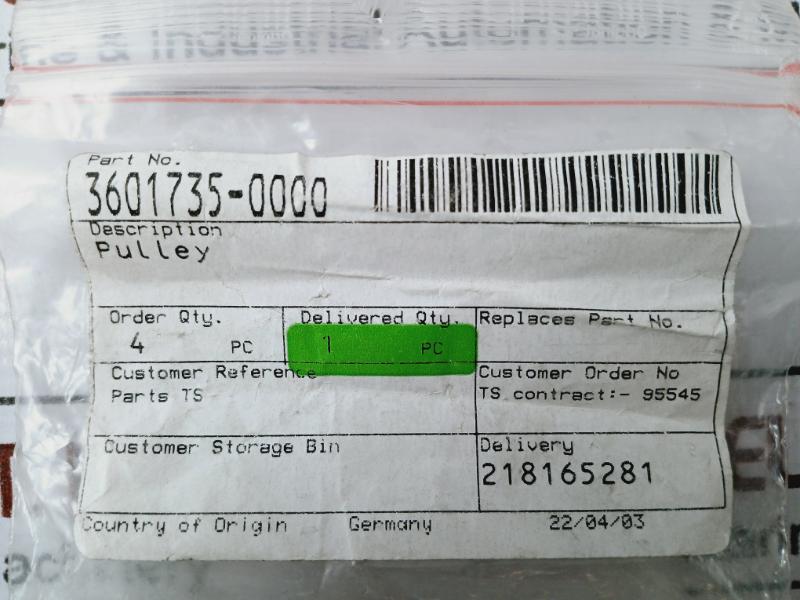 Part No.
3601735-0000
Description
Pulley
Order Qty. Delivered Qty. Replaces Part No.
4 PC 1 PC
Customer Reference Customer Order No
Parts TS TS contract:- 95545
Customer Storage Bin Delivery
218165281
Country of Origin Germany 22/04/03